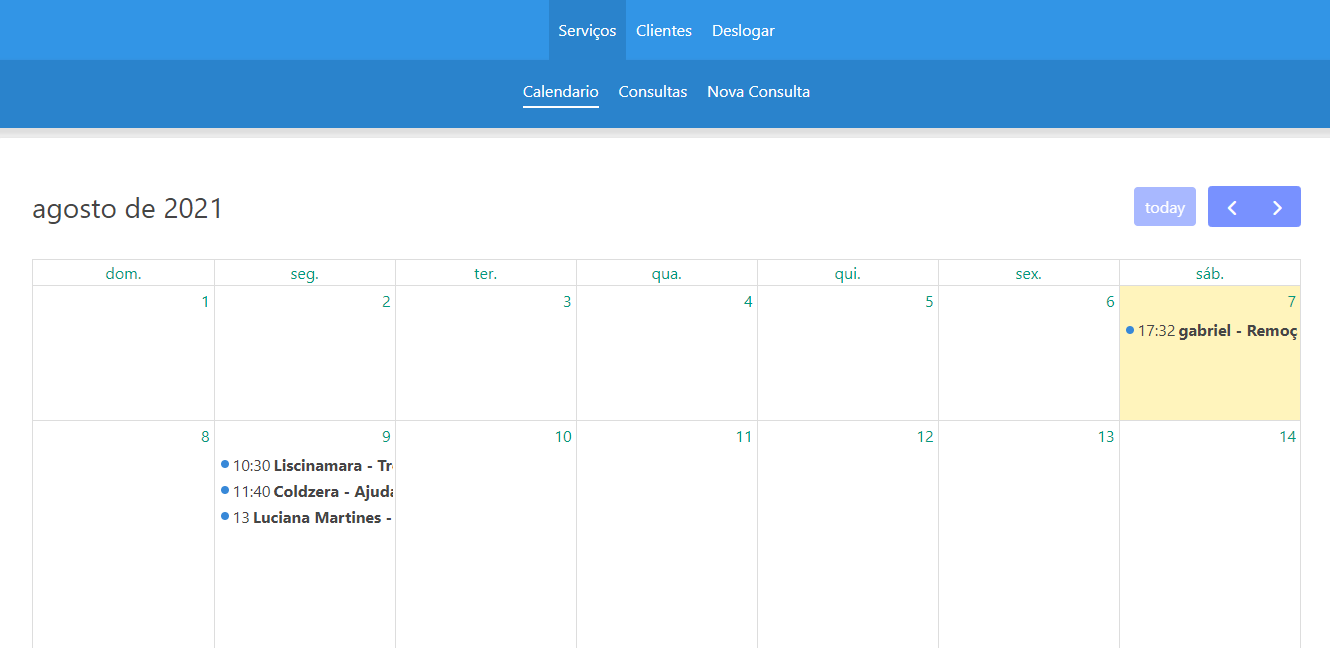 Serviços Clientes Deslogar
Calendario Consultas Nova Consulta
agosto de 2021
today
dom. seg. ter. qua. qui. sex. sáb.
1 2 3 4 5 6 7
17:32 gabriel - Remoç
8 9 10 11 12 13 14
10:30 Liscinamara - Tr
11:40 Coldzera - Ajuda
13 Luciana Martines -